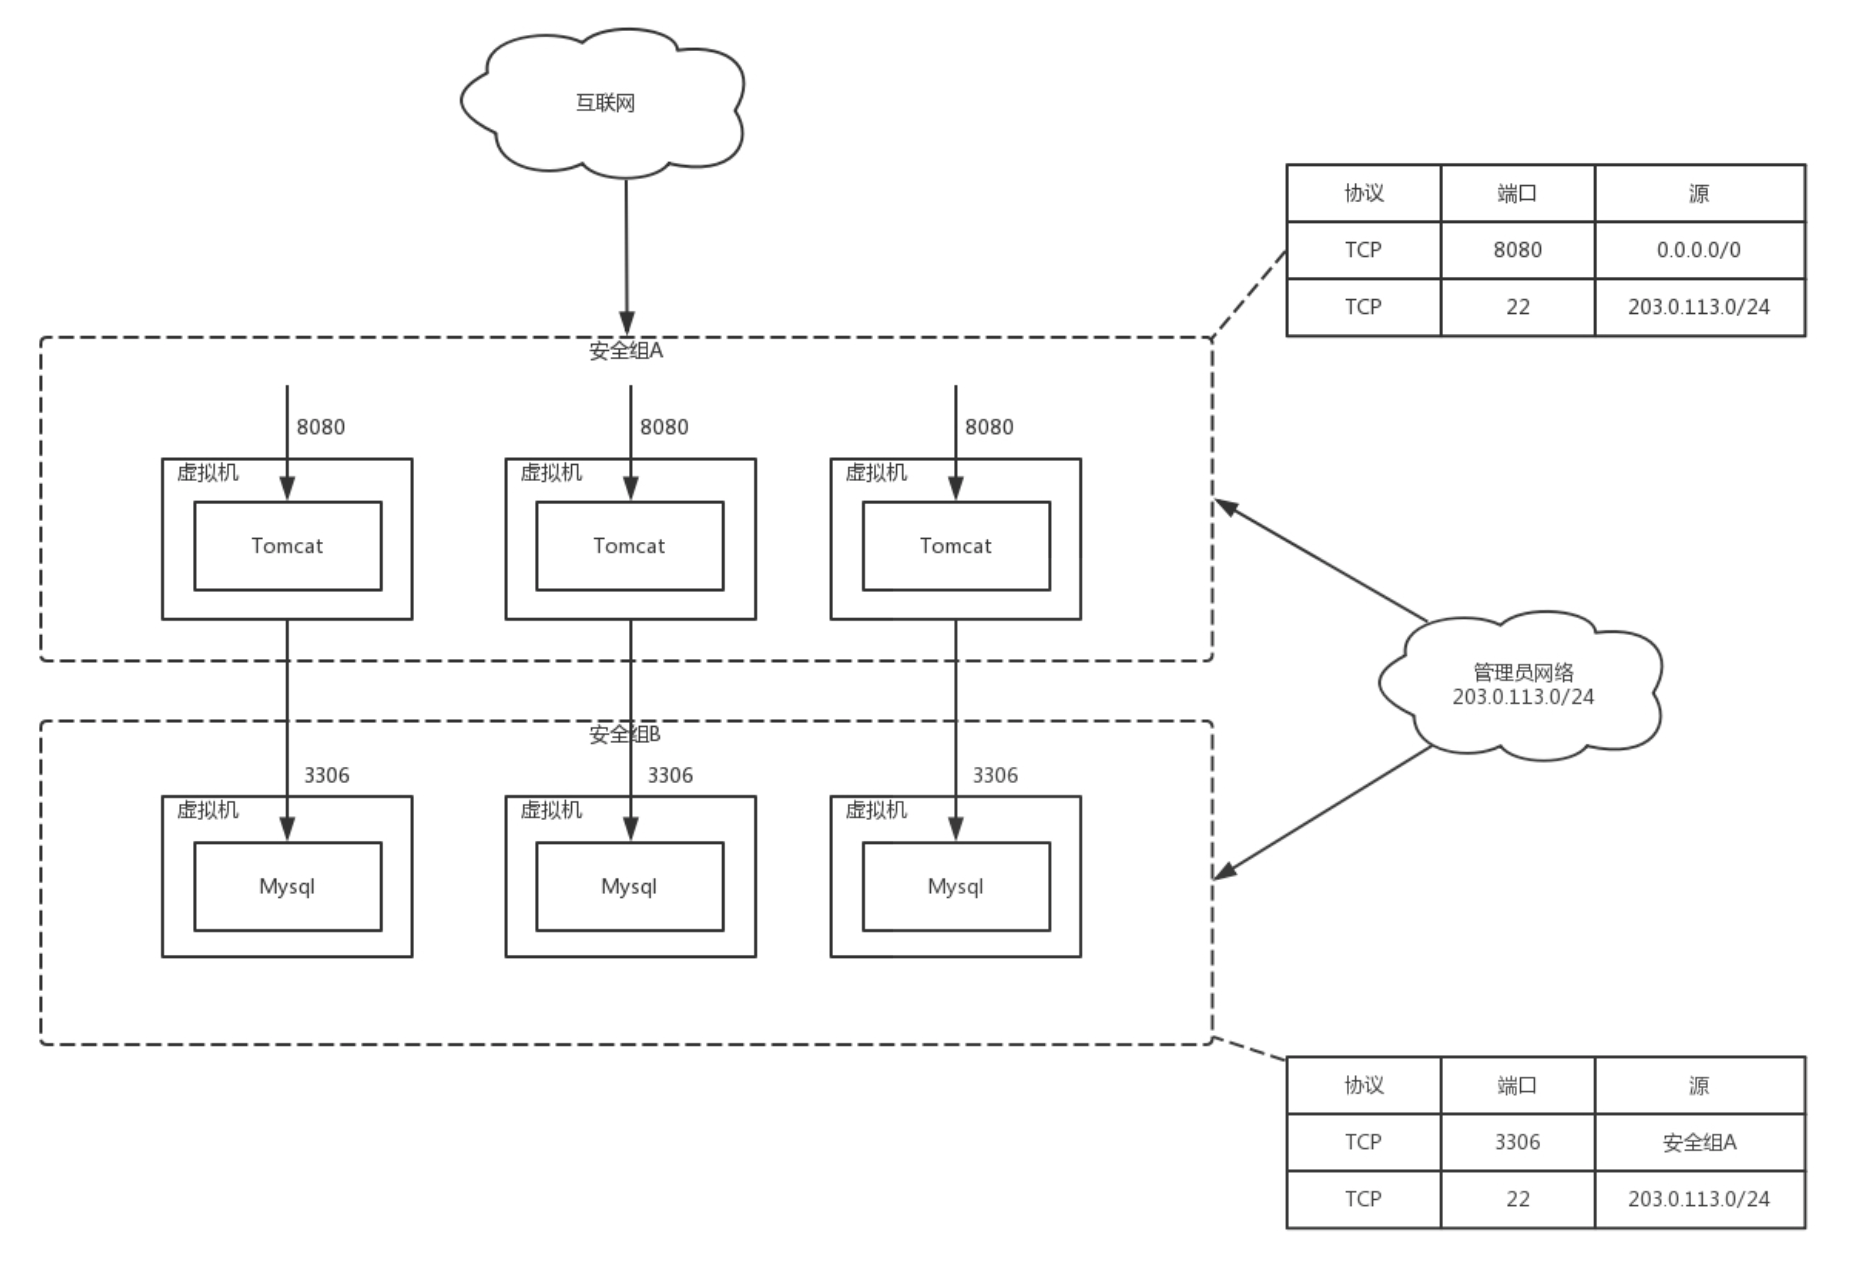 互联网
协议 端口 源
TCP 8080 0.0.0.0/0
TCP 22 203.0.113.0/24
安全组A
8080 8080 8080
虚拟机 虚拟机 虚拟机
Tomcat Tomcat Tomcat
管理员网络
203.0.113.0/24
安全组B
3306 3306 3306
虚拟机 虚拟机 虚拟机
Mysql Mysql Mysql
协议 端口 源
TCP 3306 安全组A
TCP 22 203.0.113.0/24